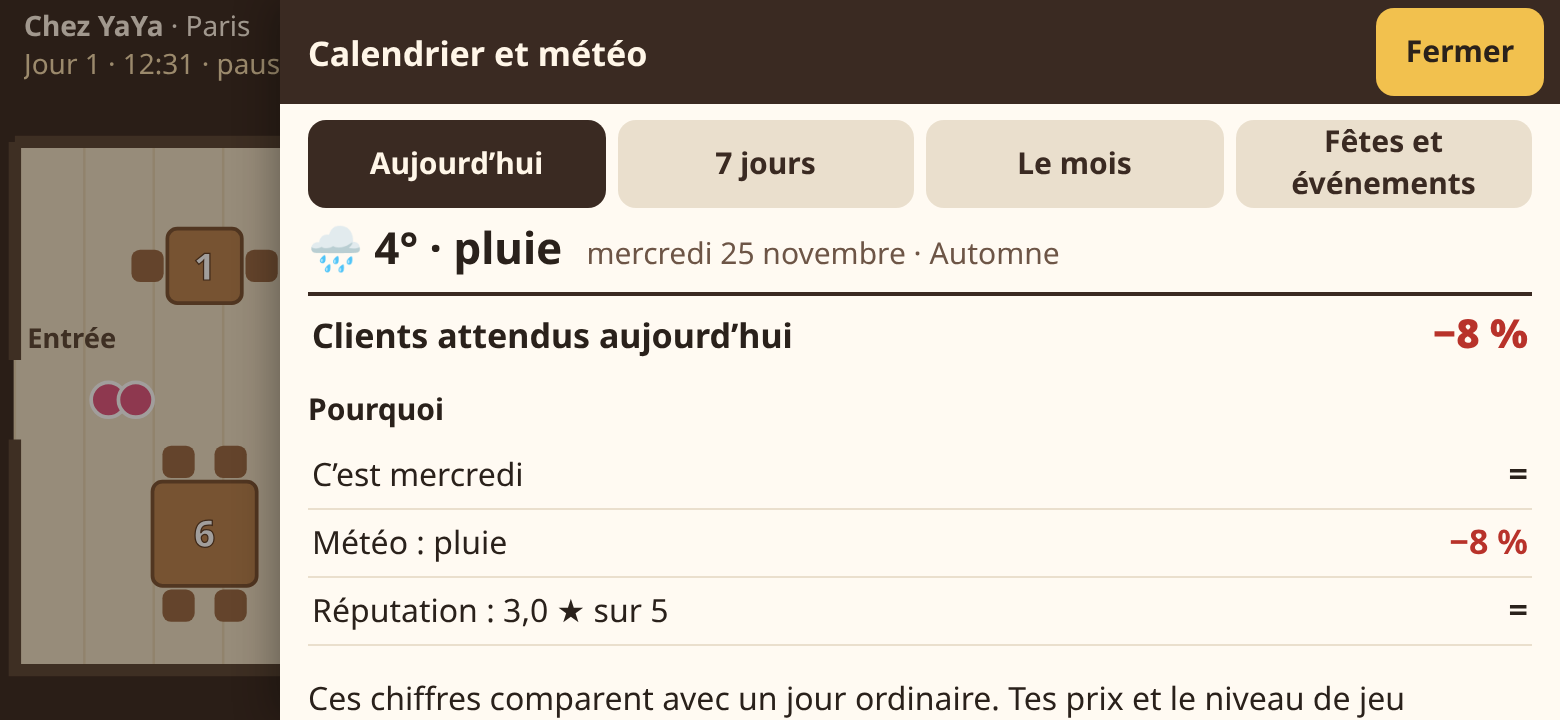 Chez YaYa · Paris
Jour 1 · 12:31 · paus
Calendrier et météo
Fermer
Aujourd’hui
7 jours
Le mois
Fêtes et
événements
4° · pluie mercredi 25 novembre · Automne
Clients attendus aujourd’hui −8 %
Pourquoi
C’est mercredi =
Météo : pluie −8 %
Réputation : 3,0 ★ sur 5 =
Ces chiffres comparent avec un jour ordinaire. Tes prix et le niveau de jeu
1
Entrée
6